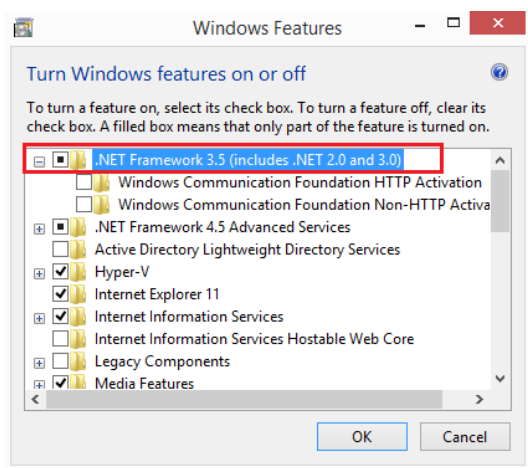 Windows Features
Turn Windows features on or off
To turn a feature on, select its check box. To turn a feature off, clear its
check box. A filled box means that only part of the feature is turned on.
.NET Framework 3.5 (includes .NET 2.0 and 3.0)
Windows Communication Foundation HTTP Activation
Windows Communication Foundation Non-HTTP Activa
.NET Framework 4.5 Advanced Services
Active Directory Lightweight Directory Services
Hyper-V
Internet Explorer 11
Internet Information Services
Internet Information Services Hostable Web Core
Legacy Components
Media Features
OK Cancel